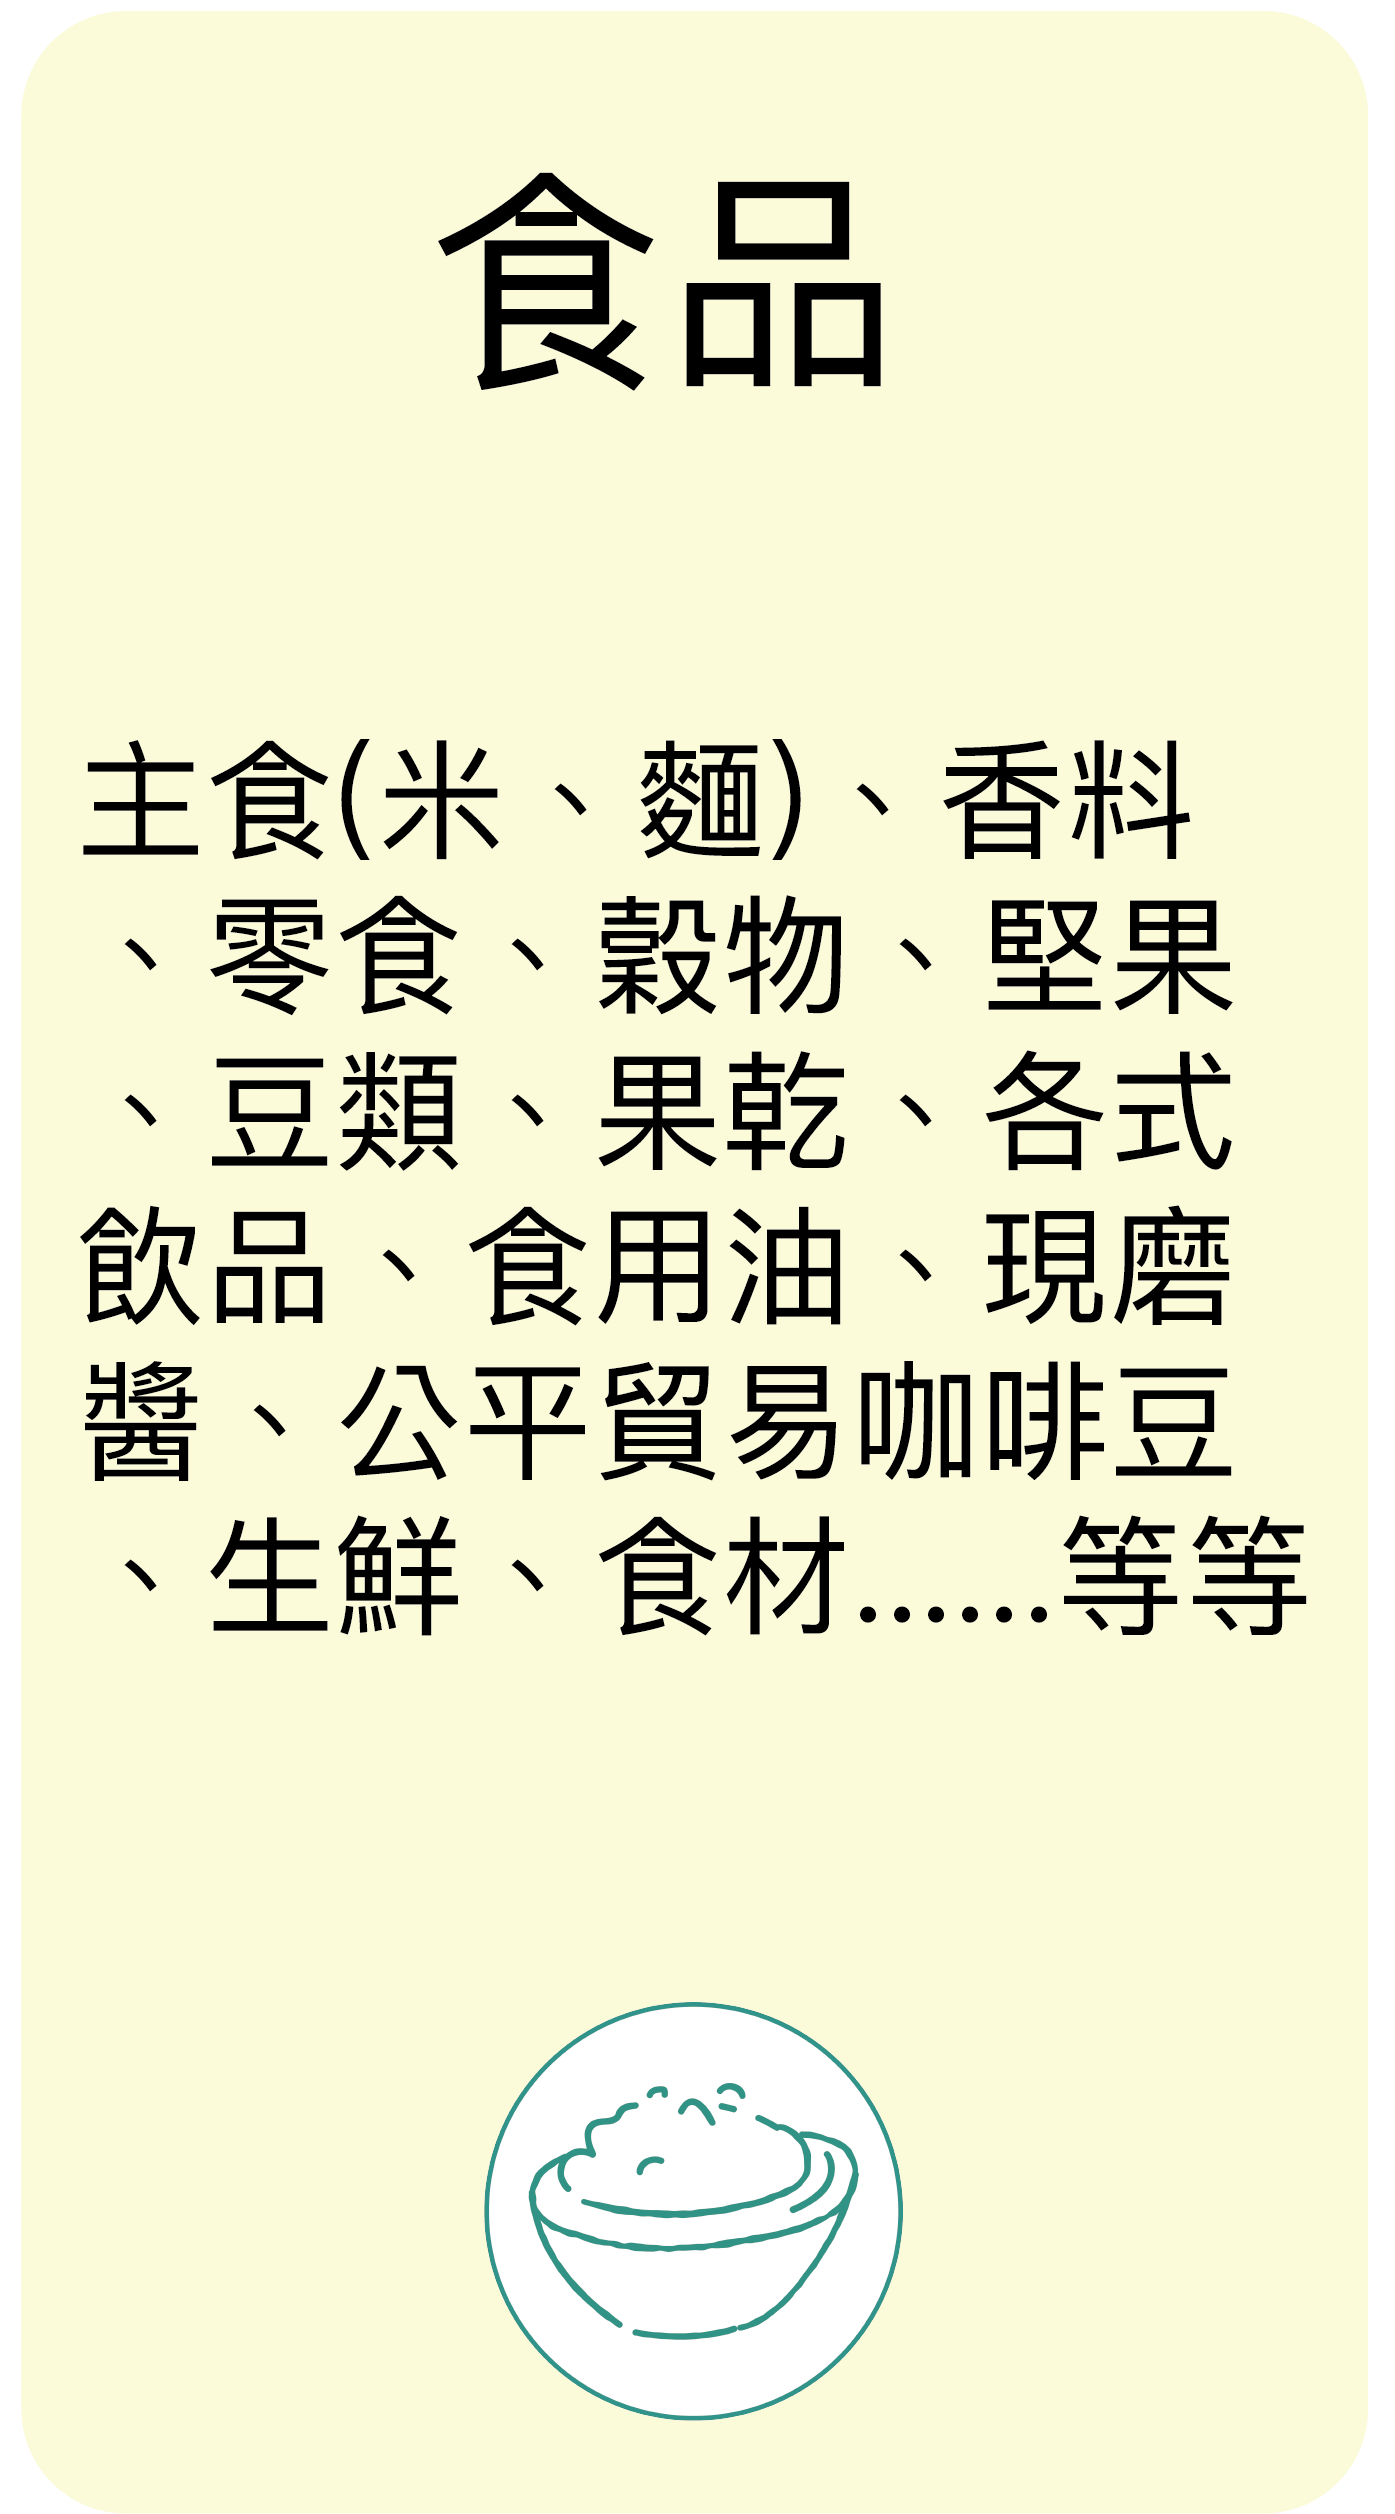 食品
主食(米、麵)、香料
、零食、穀物、堅果
、豆類、果乾、各式
飲品、食用油、現磨
醬、公平貿易咖啡豆
、生鮮、食材……等等